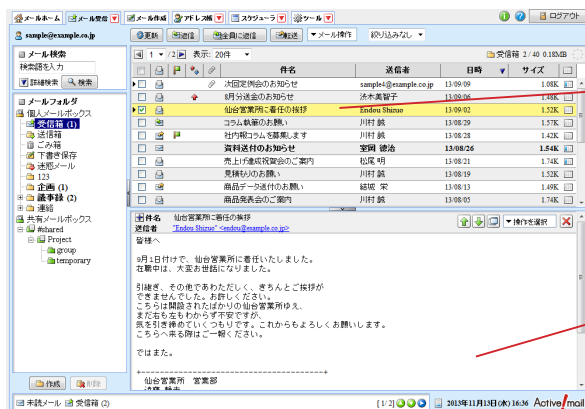 メールホーム メール受信 メール作成 アドレス帳 スケジューラ ツール ログアウト
sample@example.co.jp 更新 返信 全員に返信 転送 メール操作 絞り込みなし
メール検索 1 / 2 表示: 20件 受信箱 2 / 40 0.18MB
検索語を入力
詳細検索 検索
件名 送信者 日時 サイズ
次回定例会のお知らせ sample4@example.co.jp 13/09/09 1.08K
8月分送金のお知らせ 渋木美智子 13/09/06 1.48K
仙台営業所に着任の挨拶 Endou Shizuo 13/09/02 1.52K
コラム執筆のお願い 川村 誠 13/08/29 1.57K
社内報コラムを募集します 川村 誠 13/08/28 1.42K
資料送付のお知らせ 室岡 徳治 13/08/26 1.54K
売上げ達成祝賀会のご案内 松尾 明 13/08/21 1.74K
見積もりのお願い 川村 誠 13/08/19 1.52K
商品データ送付のお願い 結城 栄 13/08/13 1.49K
商品発表会のご案内 川村 誠 13/08/05 1.74K
メールフォルダ
個人メールボックス
受信箱 (1)
送信箱
ごみ箱
下書き保存
迷惑メール
123
企画 (1)
議事録 (2)
連絡
共有メールボックス
#shared
Project
group
temporary
作成 削除
件名 仙台営業所に着任の挨拶
送信者 "Endou Shizuo" <endou@example.co.jp>
操作を選択
皆様へ
9月1日付けで、仙台営業所に着任いたしました。
在職中は、大変お世話になりました。
引継ぎ、その他であわただしく、きちんとご挨拶が
できませんでした。お許しください。
こちらは開設されたばかりの仙台営業所ゆえ、
まだ右も左もわからず不安ですが、
気を引き締めていくつもりです。これからもよろしくお願いします。
こちらへ来る際はご一報ください。
ではまた。
+----------------------------------------+
仙台営業所 営業部
未読メール 受信箱 (2) [1/ 2] 2013年11月13日(水) 16:36 Active! mail